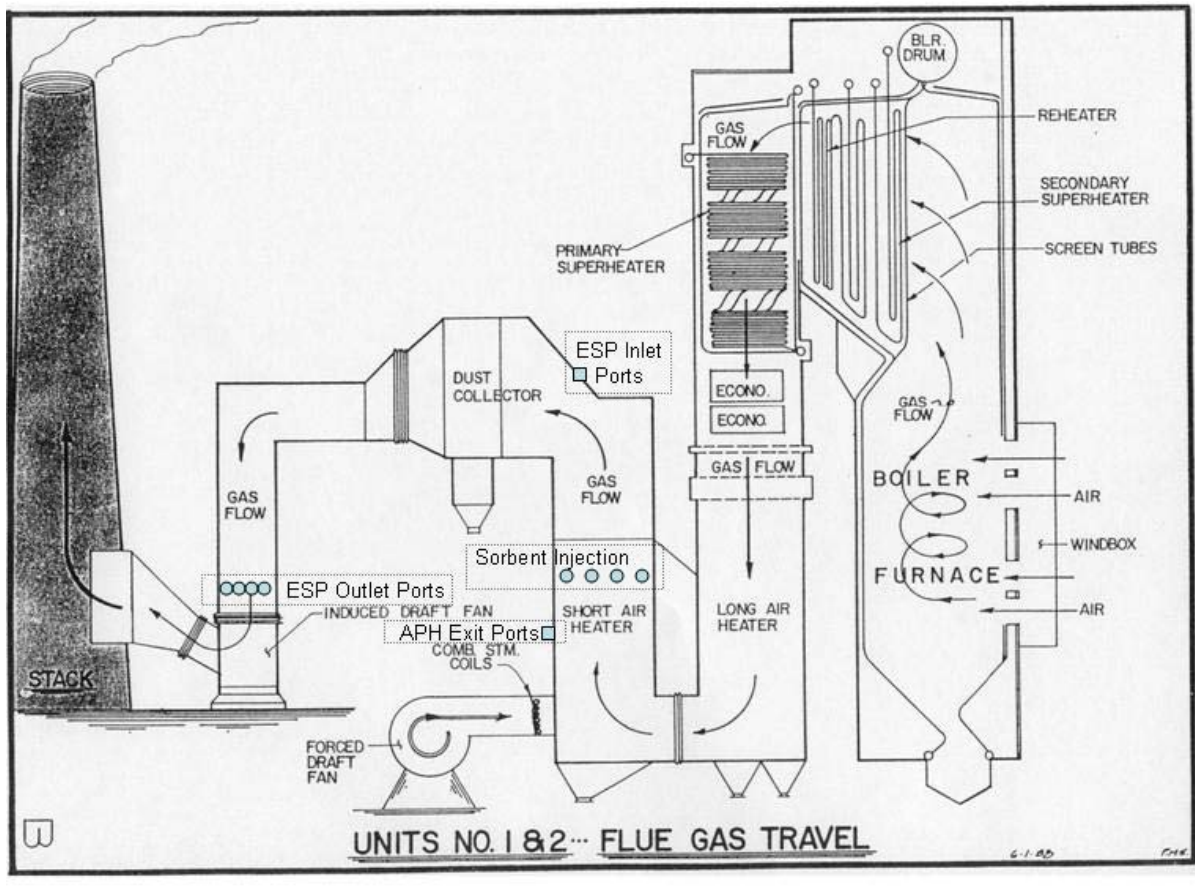 BLR.
DRUM.
REHEATER
GAS
FLOW
SECONDARY
SUPERHEATER
PRIMARY
SUPERHEATER
SCREEN TUBES
ESP Inlet
Ports
DUST
COLLECTOR
ECONO.
ECONO.
GAS
FLOW
GAS FLOW
GAS
FLOW
GAS
FLOW
BOILER
AIR
WINDBOX
Sorbent Injection
FURNACE
ESP Outlet Ports
INDUCED DRAFT FAN
SHORT AIR
HEATER
LONG AIR
HEATER
AIR
APH Exit Ports
COMB. STM.
COILS
STACK
FORCED
DRAFT
FAN
UNITS NO. 1 & 2... FLUE GAS TRAVEL